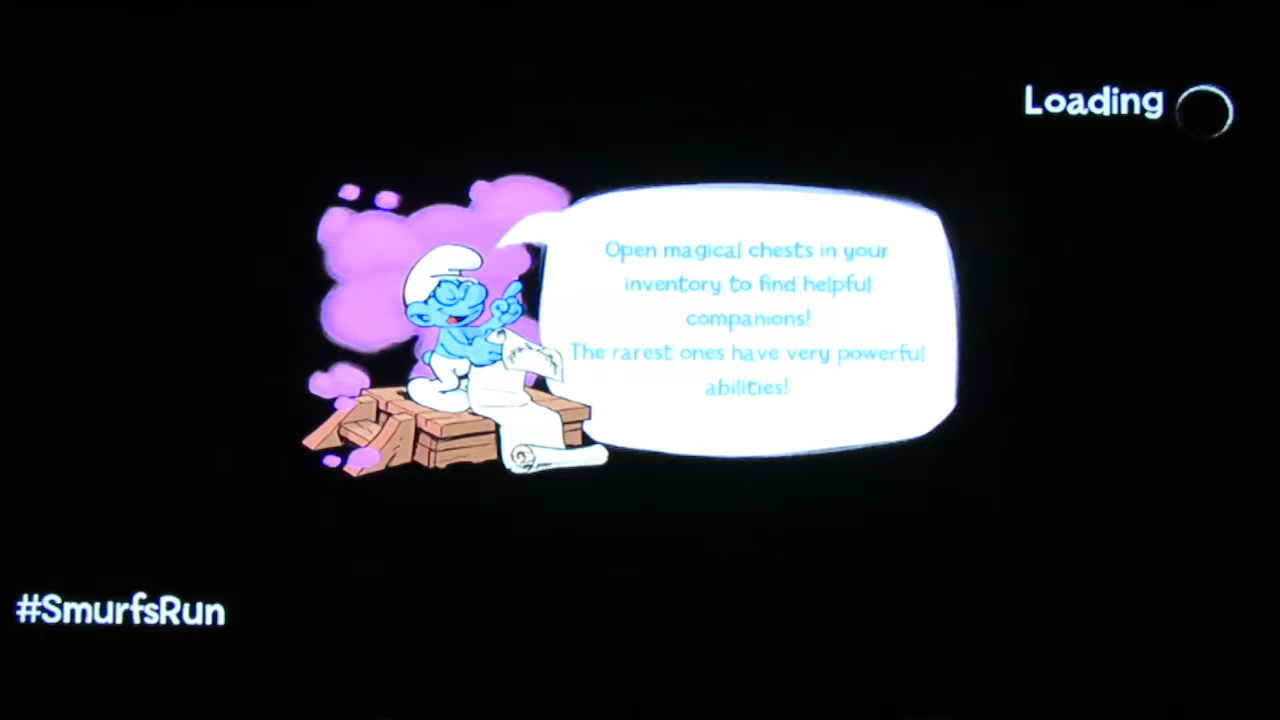 Loading
Open magical chests in your
inventory to find helpful
companions!
The rarest ones have very powerful
abilities!
#SmurfsRun